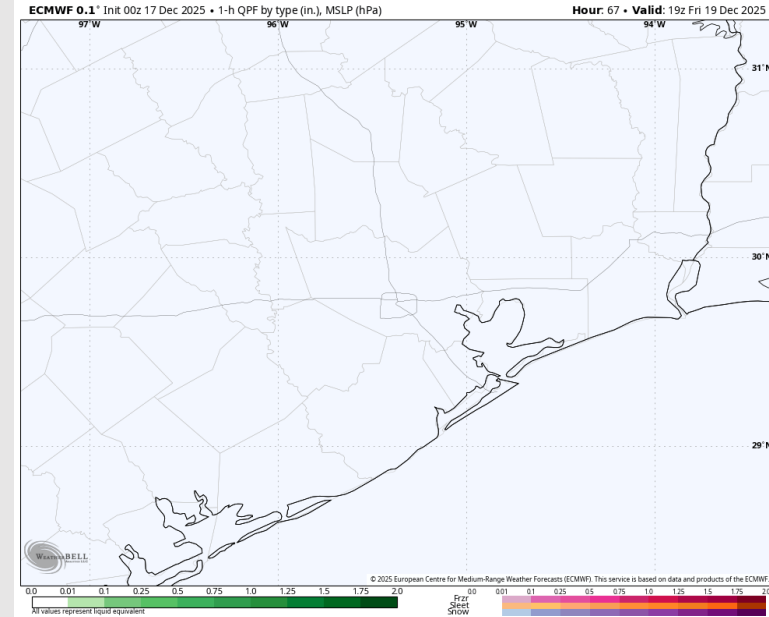 ECMWF 0.1° Init 00z 17 Dec 2025 • 1-h QPF by type (in.), MSLP (hPa)
Hour: 67 • Valid: 19z Fri 19 Dec 2025
97°W 96°W 95°W 94°W
31°N
30°N
29°N
WEATHERBELL
© 2025 European Centre for Medium-Range Weather Forecasts (ECMWF). This service is based on data and products of the ECMWF.
0.0 0.01 0.1 0.25 0.5 0.75 1.0 1.25 1.5 1.75 2.0
All values represent liquid equivalent
0.0 0.01 0.1 0.25 0.5 0.75 1.0 1.25 1.5 1.75 2.0
Frzr
Sleet
Snow